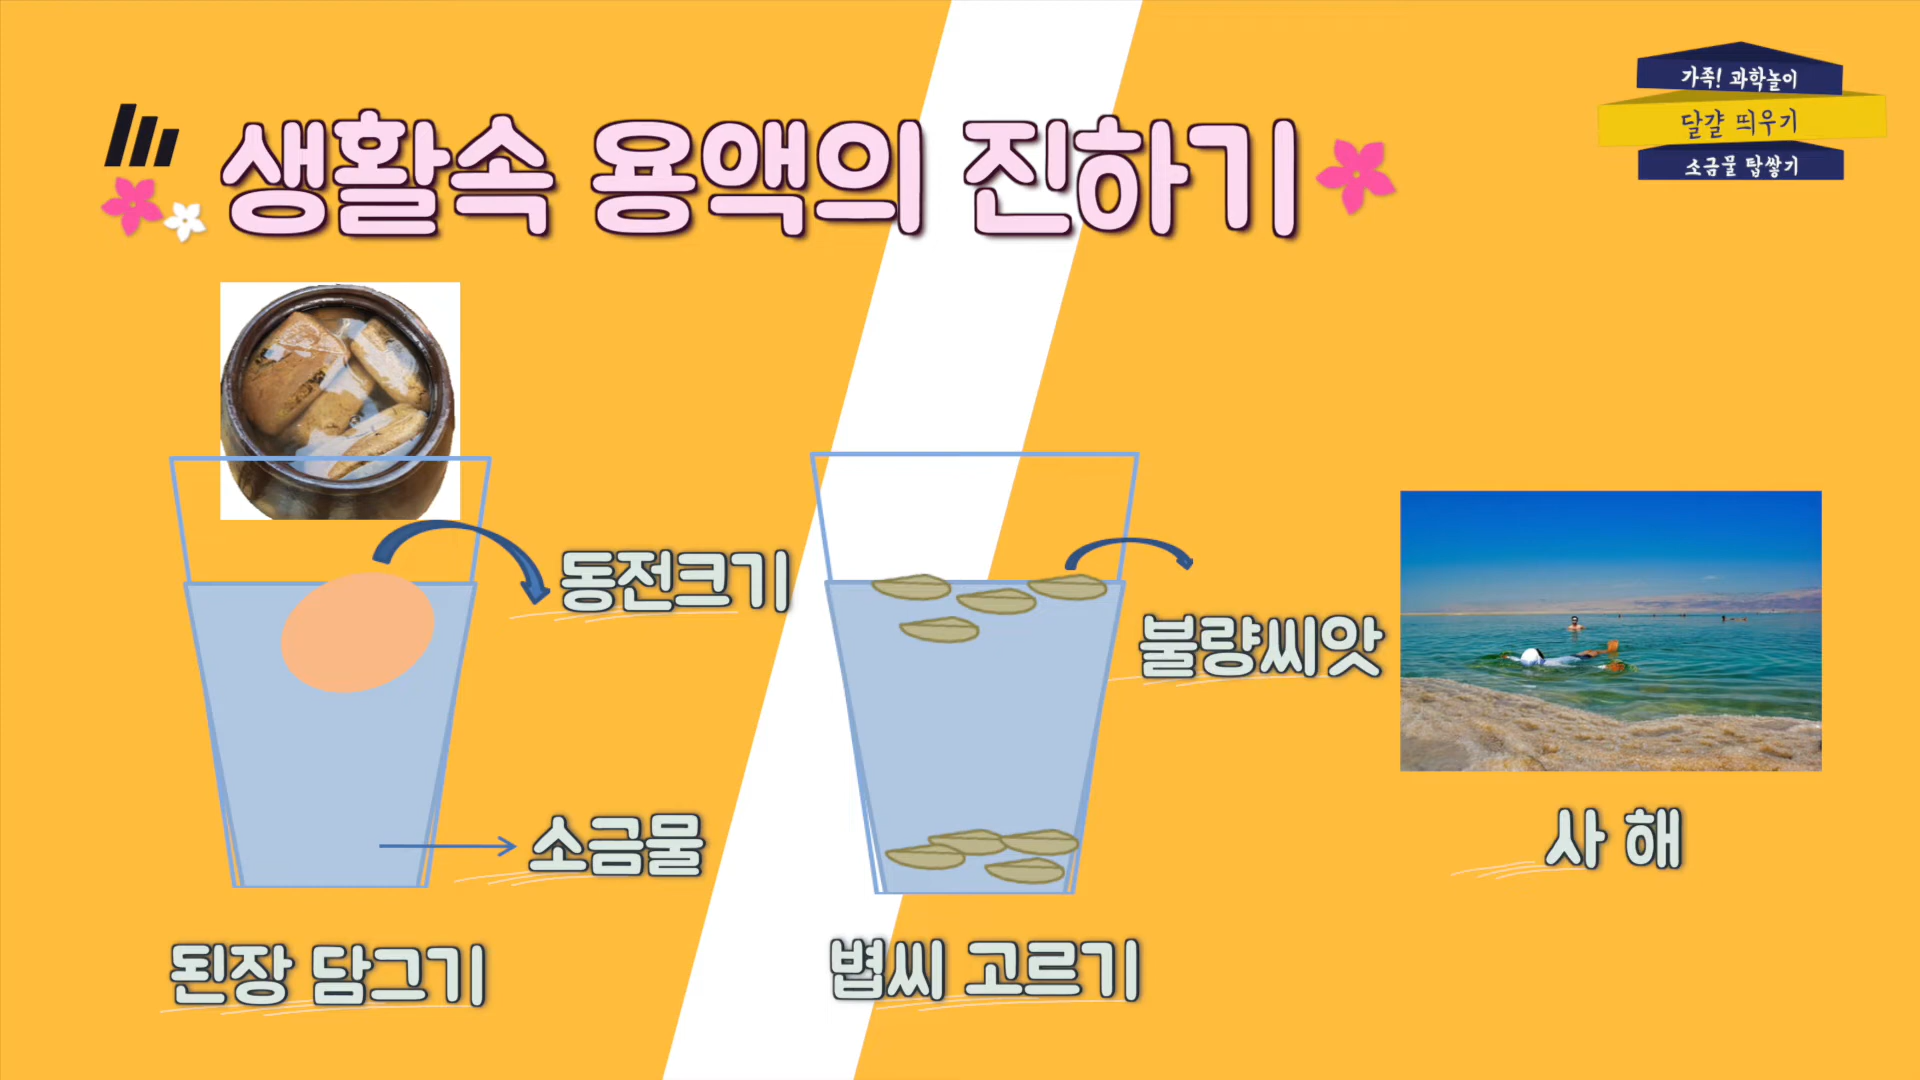 가족! 과학놀이
달걀 띄우기
소금물 탑쌓기
생활속 용액의 진하기
동전크기
불량씨앗
소금물
사 해
된장 담그기
볍씨 고르기